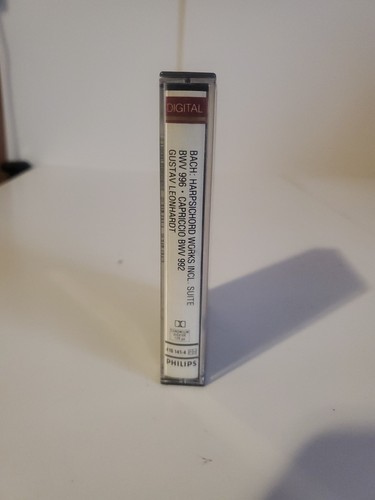 DIGITAL
BACH: HARPSICHORD WORKS INCL. SUITE
BWV 996 · CAPRICCIO BWV 992
GUSTAV LEONHARDT
PHILIPS